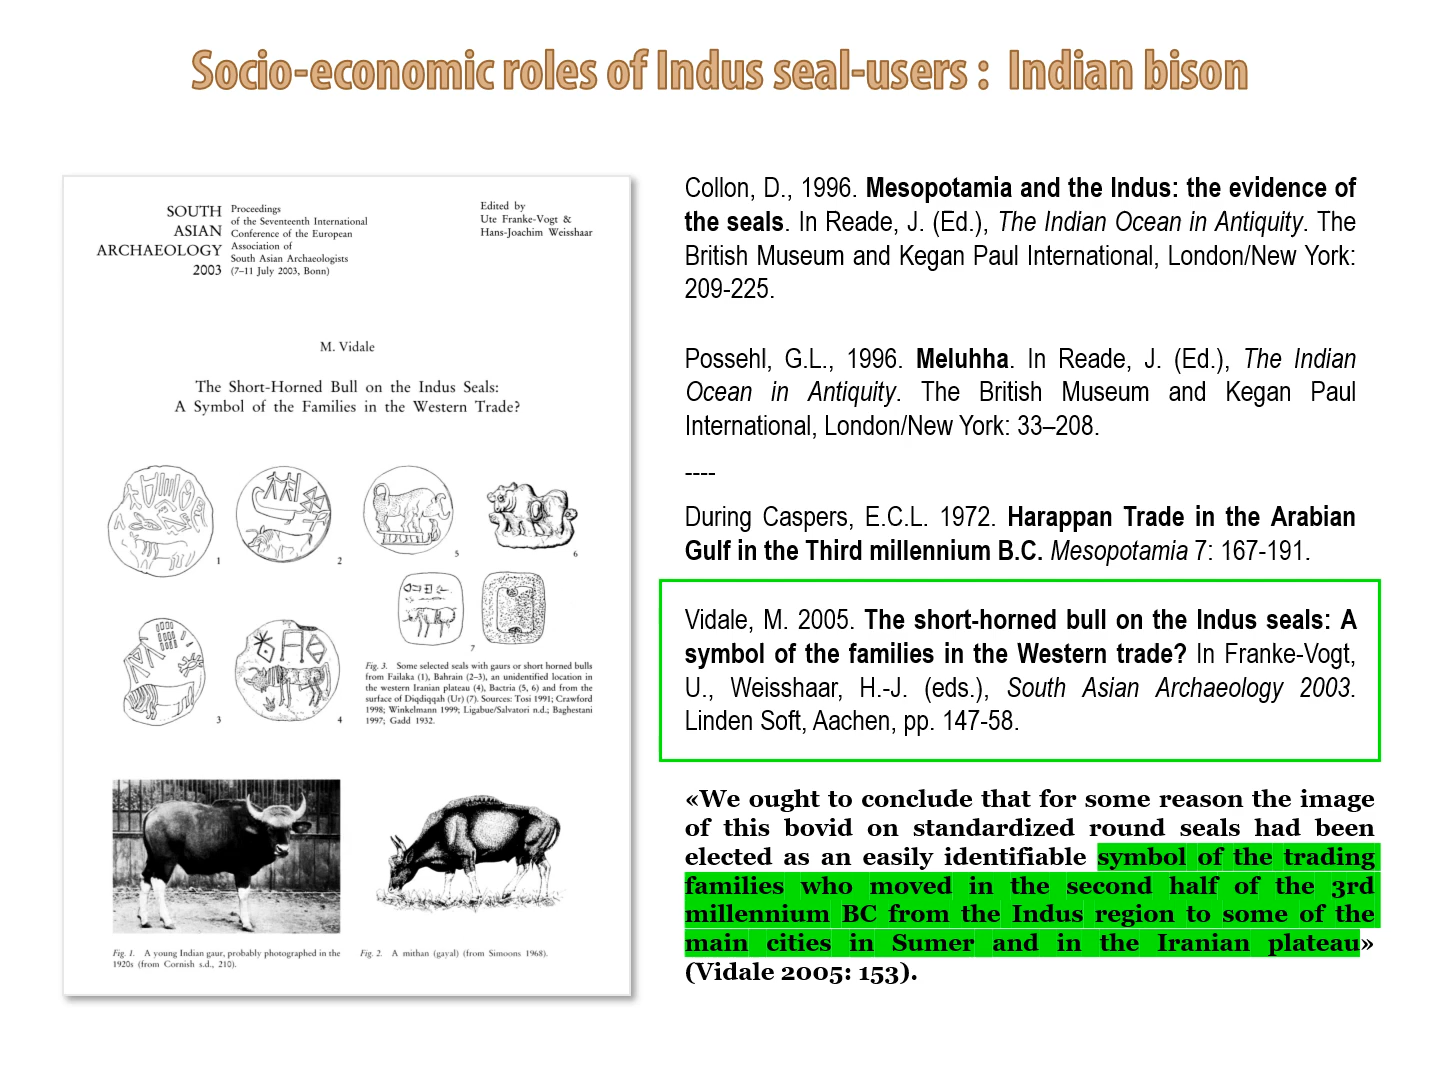 Socio-economic roles of Indus seal-users : Indian bison
SOUTH
ASIAN
ARCHAEOLOGY
2003
Proceedings
of the Seventeenth International
Conference of the European
Association of
South Asian Archaeologists
(7–11 July 2003, Bonn)
Edited by
Ute Franke-Vogt &
Hans-Joachim Weisshaar
M. Vidale
The Short-Horned Bull on the Indus Seals:
A Symbol of the Families in the Western Trade?
1
2
5
6
7
3
4
Fig. 3. Some selected seals with gaurs or short horned bulls
from Failaka (1), Bahrain (2–3), an unidentified location in
the western Iranian plateau (4), Bactria (5, 6) and from the
surface of Diqdiqqah (Ur) (7). Sources: Tosi 1991; Crawford
1998; Winkelmann 1999; Ligabue/Salvatori n.d.; Baghestani
1997; Gadd 1932.
Fig. 1. A young Indian gaur, probably photographed in the
1920s (from Cornish s.d., 210).
Fig. 2. A mithan (gayal) (from Simoons 1968).
Collon, D., 1996. Mesopotamia and the Indus: the evidence of
the seals. In Reade, J. (Ed.), The Indian Ocean in Antiquity. The
British Museum and Kegan Paul International, London/New York:
209-225.
Possehl, G.L., 1996. Meluhha. In Reade, J. (Ed.), The Indian
Ocean in Antiquity. The British Museum and Kegan Paul
International, London/New York: 33–208.
----
During Caspers, E.C.L. 1972. Harappan Trade in the Arabian
Gulf in the Third millennium B.C. Mesopotamia 7: 167-191.
Vidale, M. 2005. The short-horned bull on the Indus seals: A
symbol of the families in the Western trade? In Franke-Vogt,
U., Weisshaar, H.-J. (eds.), South Asian Archaeology 2003.
Linden Soft, Aachen, pp. 147-58.
«We ought to conclude that for some reason the image
of this bovid on standardized round seals had been
elected as an easily identifiable symbol of the trading
families who moved in the second half of the 3rd
millennium BC from the Indus region to some of the
main cities in Sumer and in the Iranian plateau»
(Vidale 2005: 153).